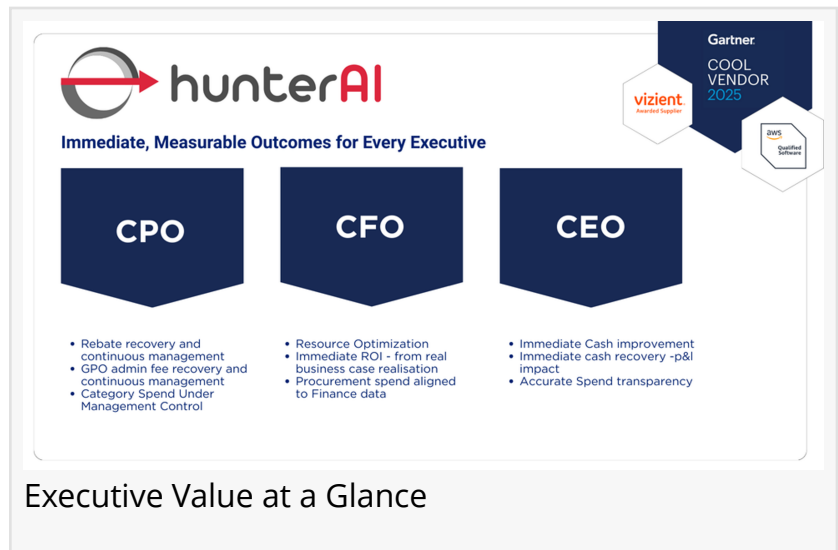 hunterAI
Gartner
COOL
VENDOR
2025
vizient
Awarded Supplier
aws
Qualified
Software
Immediate, Measurable Outcomes for Every Executive
CPO
CFO
CEO
• Rebate recovery and
continuous management
• GPO admin fee recovery and
continuous management
• Category Spend Under
Management Control
• Resource Optimization
• Immediate ROI - from real
business case realisation
• Procurement spend aligned
to Finance data
• Immediate Cash improvement
• Immediate cash recovery -p&l
impact
• Accurate Spend transparency
Executive Value at a Glance